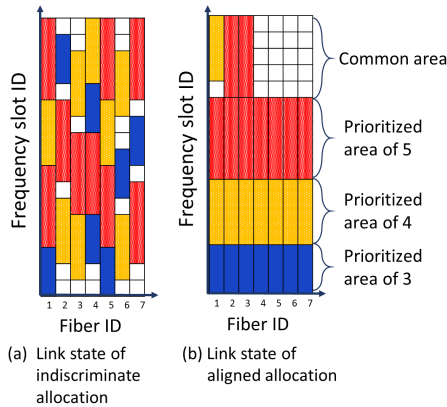 Frequency slot ID
1 2 3 4 5 6 7
Fiber ID
(a) Link state of
indiscriminate
allocation
Frequency slot ID
1 2 3 4 5 6 7
Fiber ID
(b) Link state of
aligned allocation
Common area
Prioritized
area of 5
Prioritized
area of 4
Prioritized
area of 3